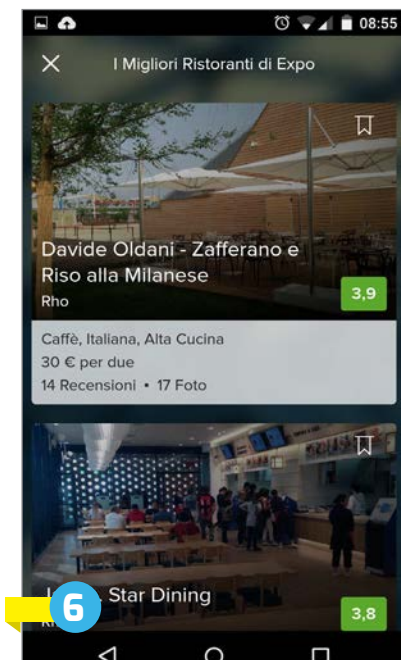 08:55
I Migliori Ristoranti di Expo
Davide Oldani - Zafferano e
Riso alla Milanese
Rho
3,9
Caffè, Italiana, Alta Cucina
30 € per due
14 Recensioni • 17 Foto
Star Dining
3,8
6